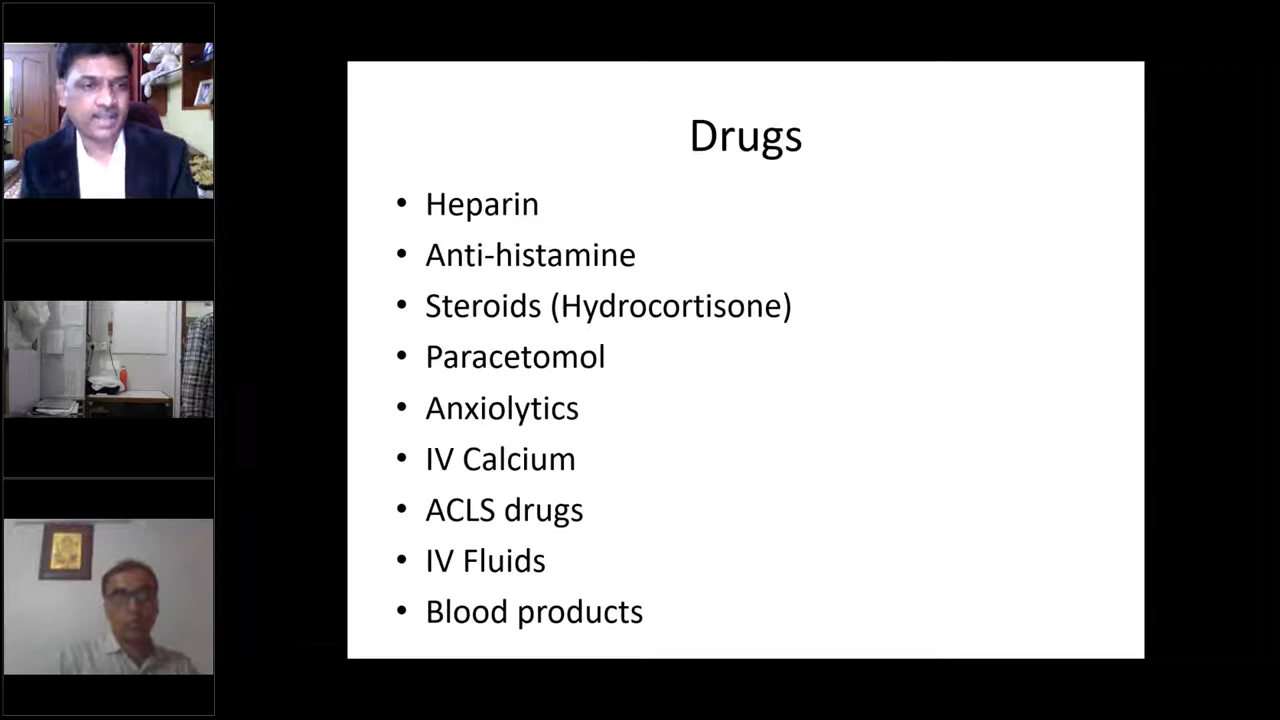 Drugs
• Heparin
• Anti-histamine
• Steroids (Hydrocortisone)
• Paracetomol
• Anxiolytics
• IV Calcium
• ACLS drugs
• IV Fluids
• Blood products